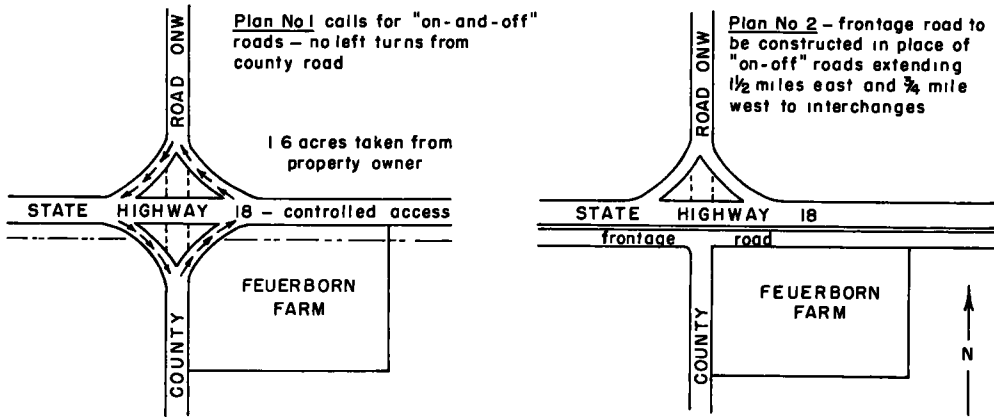 Plan No 1 calls for "on-and-off"
roads – no left turns from
county road
ROAD ONW
1 6 acres taken from
property owner
STATE HIGHWAY 18 – controlled access
FEUERBORN
FARM
COUNTY
Plan No 2 – frontage road to
be constructed in place of
"on-off" roads extending
1½ miles east and ¾ mile
west to interchanges
ROAD ONW
STATE HIGHWAY 18
frontage road
FEUERBORN
FARM
COUNTY
N